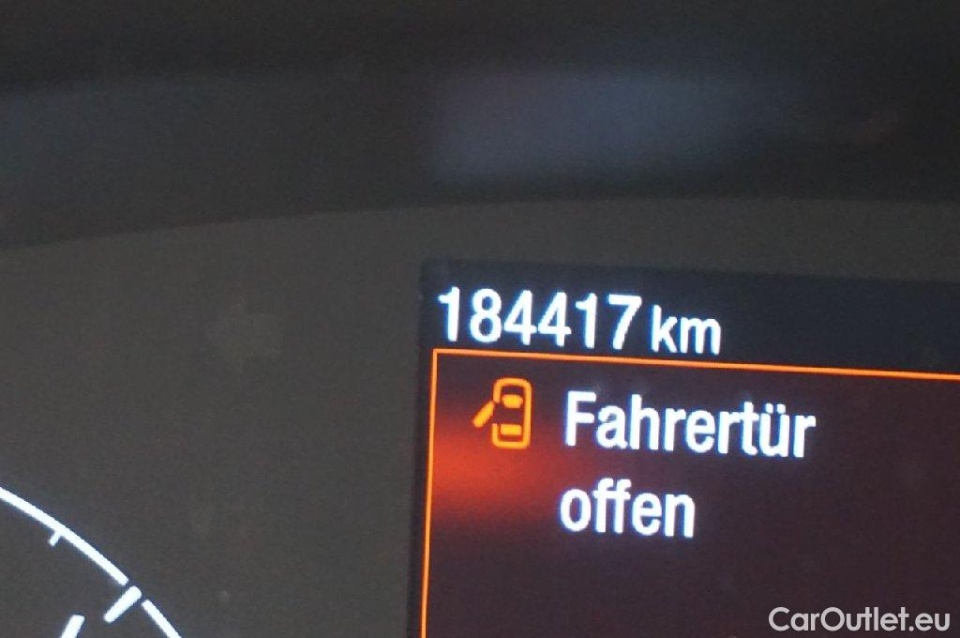 184417 km
Fahrertür
offen
CarOutlet.eu